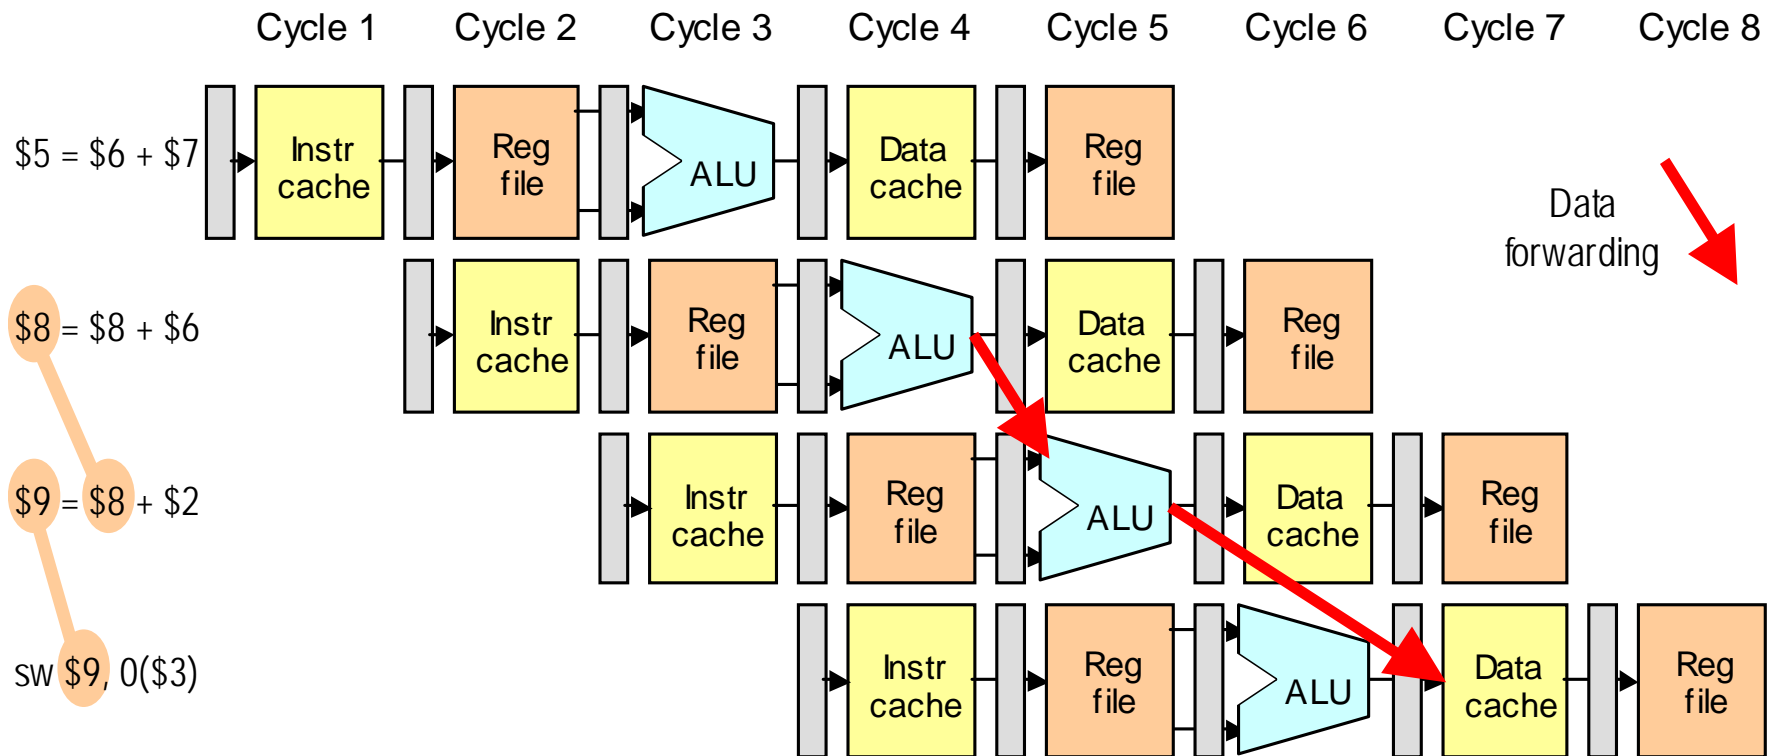 Cycle 1 Cycle 2 Cycle 3 Cycle 4 Cycle 5 Cycle 6 Cycle 7 Cycle 8
$5 = $6 + $7
Instr
cache
Reg
file
ALU
Data
cache
Reg
file
Data
forwarding
$8 = $8 + $6
Instr
cache
Reg
file
ALU
Data
cache
Reg
file
$9 = $8 + $2
Instr
cache
Reg
file
ALU
Data
cache
Reg
file
sw $9, 0($3)
Instr
cache
Reg
file
ALU
Data
cache
Reg
file